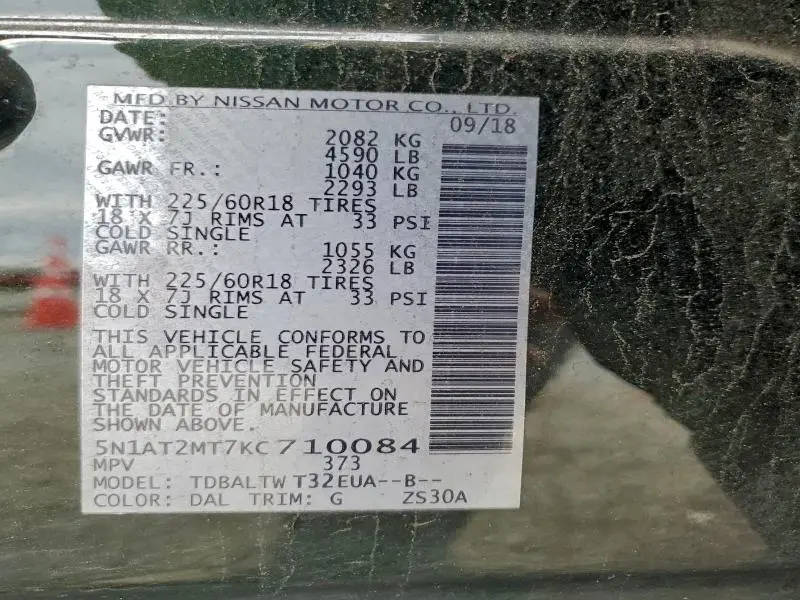 MFD.BY NISSAN MOTOR CO., LTD.
DATE: 09/18
GVWR: 2082 KG
4590 LB
GAWR FR.: 1040 KG
2293 LB
WITH 225/60R18 TIRES
18 X 7J RIMS AT 33 PSI
COLD SINGLE
GAWR RR.: 1055 KG
2326 LB
WITH 225/60R18 TIRES
18 X 7J RIMS AT 33 PSI
COLD SINGLE
THIS VEHICLE CONFORMS TO
ALL APPLICABLE FEDERAL
MOTOR VEHICLE SAFETY AND
THEFT PREVENTION
STANDARDS IN EFFECT ON
THE DATE OF MANUFACTURE
SHOWN ABOVE.
5N1AT2MT7KC710084
MPV 373
MODEL: TDBALTWT32EUA--B--
COLOR: DAL TRIM: G ZS30A